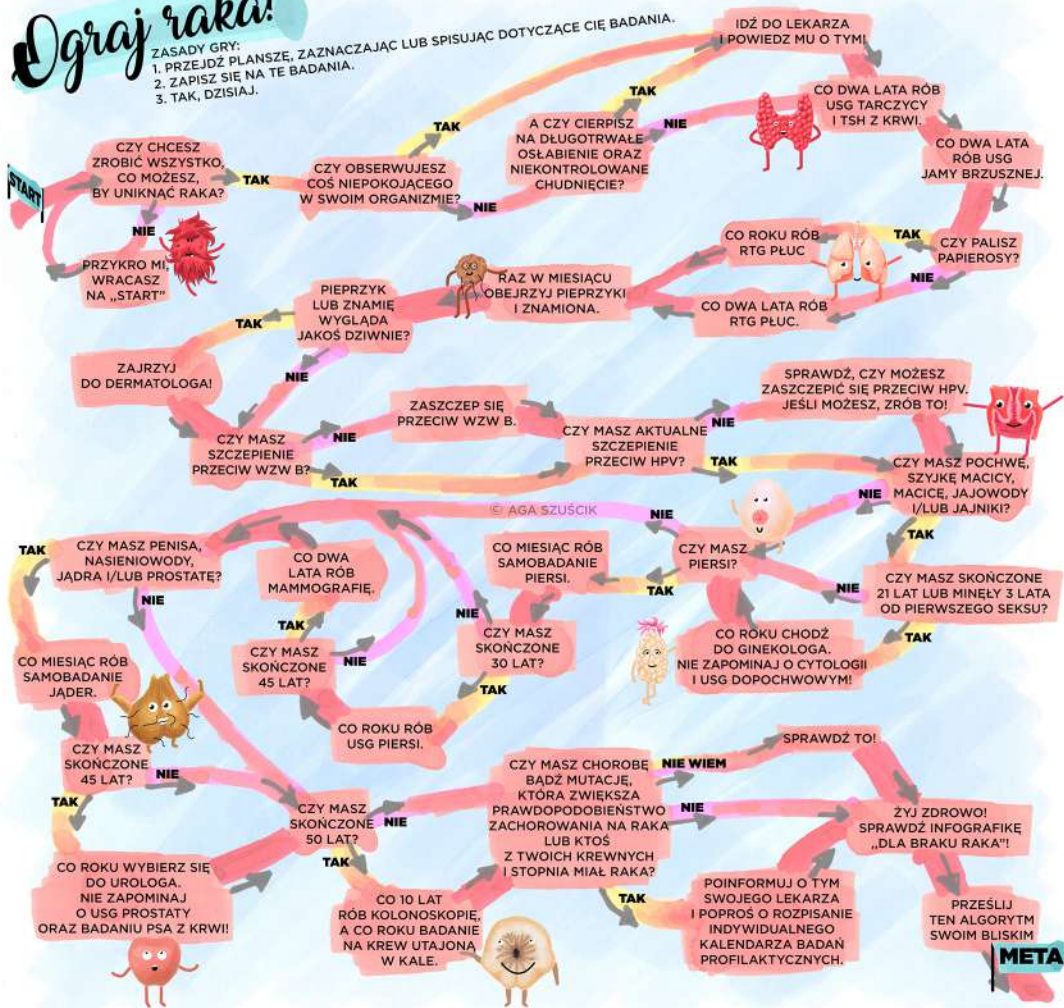 Ograj raka!
ZASADY GRY:
1. PRZEJDŹ PLANSZĘ, ZAZNACZAJĄC LUB SPISUJĄC DOTYCZĄCE CIĘ BADANIA.
2. ZAPISZ SIĘ NA TE BADANIA.
3. TAK, DZISIAJ.
START
CZY CHCESZ
ZROBIĆ WSZYSTKO,
CO MOŻESZ,
BY UNIKNĄĆ RAKA?
NIE
PRZYKRO MI,
WRACASZ
NA „START”
TAK
CZY OBSERWUJESZ
COŚ NIEPOKOJĄCEGO
W SWOIM ORGANIZMIE?
TAK
NIE
A CZY CIERPISZ
NA DŁUGOTRWAŁE
OSŁABIENIE ORAZ
NIEKONTROLOWANE
CHUDNIĘCIE?
TAK
NIE
IDŹ DO LEKARZA
I POWIEDZ MU O TYM!
CO DWA LATA RÓB
USG TARCZYCY
I TSH Z KRWI.
CO DWA LATA
RÓB USG
JAMY BRZUSZNEJ.
CZY PALISZ
PAPIEROSY?
TAK
CO ROKU RÓB
RTG PŁUC
NIE
CO DWA LATA RÓB
RTG PŁUC.
RAZ W MIESIĄCU
OBEJRZYJ PIEPRZYKI
I ZNAMIONA.
PIEPRZYK
LUB ZNAMIĘ
WYGLĄDA
JAKOŚ DZIWNIE?
TAK
NIE
ZAJRZYJ
DO DERMATOLOGA!
CZY MASZ
SZCZEPIENIE
PRZECIW WZW B?
NIE
TAK
ZASZCZEP SIĘ
PRZECIW WZW B.
CZY MASZ AKTUALNE
SZCZEPIENIE
PRZECIW HPV?
NIE
TAK
SPRAWDŹ, CZY MOŻESZ
ZASZCZEPIĆ SIĘ PRZECIW HPV.
JEŚLI MOŻESZ, ZRÓB TO!
CZY MASZ POCHWĘ,
SZYJKĘ MACICY,
MACICĘ, JAJOWODY
I/LUB JAJNIKI?
NIE
TAK
CZY MASZ SKOŃCZONE
21 LAT LUB MINĘŁY 3 LATA
OD PIERWSZEGO SEKSU?
NIE
TAK
CO ROKU CHODŹ
DO GINEKOLOGA.
NIE ZAPOMINAJ O CYTOLOGII
I USG DOPOCHWOWYM!
CZY MASZ
PIERSI?
NIE
TAK
© AGA SZUŚCIK
CO MIESIĄC RÓB
SAMOBADANIE
PIERSI.
CZY MASZ
SKOŃCZONE
30 LAT?
NIE
TAK
CO ROKU RÓB
USG PIERSI.
CZY MASZ
SKOŃCZONE
45 LAT?
TAK
NIE
CO DWA
LATA RÓB
MAMMOGRAFIĘ.
CZY MASZ PENISA,
NASIENIOWODY,
JĄDRA I/LUB PROSTATĘ?
TAK
NIE
CO MIESIĄC RÓB
SAMOBADANIE
JĄDER.
CZY MASZ
SKOŃCZONE
45 LAT?
NIE
TAK
CO ROKU WYBIERZ SIĘ
DO UROLOGA.
NIE ZAPOMINAJ
O USG PROSTATY
ORAZ BADANIU PSA Z KRWI!
CZY MASZ
SKOŃCZONE
50 LAT?
NIE
TAK
CO 10 LAT
RÓB KOLONOSKOPIĘ,
A CO ROKU BADANIE
NA KREW UTAJONĄ
W KALE.
CZY MASZ CHOROBĘ
BĄDŹ MUTACJĘ,
KTÓRA ZWIĘKSZA
PRAWDOPODOBIEŃSTWO
ZACHOROWANIA NA RAKA
LUB KTOŚ
Z TWOICH KREWNYCH
I STOPNIA MIAŁ RAKA?
NIE WIEM
SPRAWDŹ TO!
NIE
TAK
POINFORMUJ O TYM
SWOJEGO LEKARZA
I POPROŚ O ROZPISANIE
INDYWIDUALNEGO
KALENDARZA BADAŃ
PROFILAKTYCZNYCH.
ŻYJ ZDROWO!
SPRAWDŹ INFOGRAFIKĘ
„DLA BRAKU RAKA”!
PRZEŚLIJ
TEN ALGORYTM
SWOIM BLISKIM
META